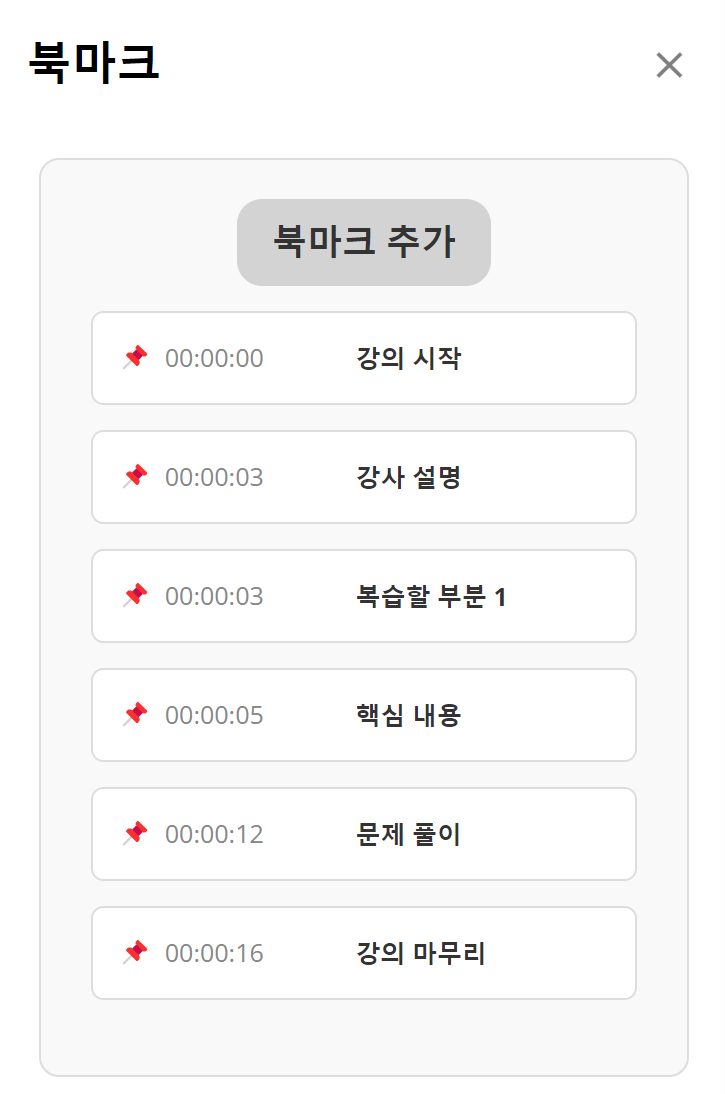 북마크
북마크 추가
00:00:00 강의 시작
00:00:03 강사 설명
00:00:03 복습할 부분 1
00:00:05 핵심 내용
00:00:12 문제 풀이
00:00:16 강의 마무리